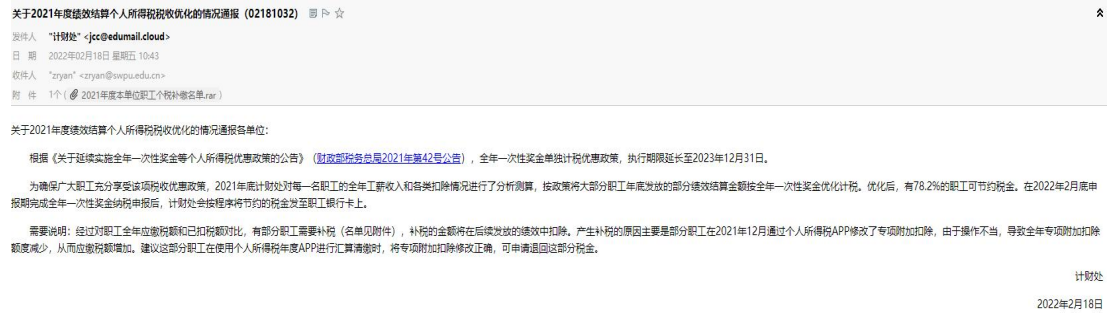 关于2021年度绩效结算个人所得税税收优化的情况通报（02181032）
发件人 "计财处" <jcc@edumail.cloud>
日 期 2022年02月18日 星期五 10:43
收件人 "zryan" <zryan@swpu.edu.cn>
附 件 1个 ( 2021年度本单位职工个税补缴名单.rar )
关于2021年度绩效结算个人所得税税收优化的情况通报各单位：
根据《关于延续实施全年一次性奖金等个人所得税优惠政策的公告》（财政部税务总局2021年第42号公告），全年一次性奖金单独计税优惠政策，执行期限延长至2023年12月31日。
为确保广大职工充分享受该项税收优惠政策，2021年底计财处对每一名职工的全年工薪收入和各类扣除情况进行了分析测算，按政策将大部分职工年底发放的部分绩效结算金额按全年一次性奖金优化计税。优化后，有78.2%的职工可节约税金。在2022年2月底申
报期完成全年一次性奖金纳税申报后，计财处会按程序将节约的税金发至职工银行卡上。
需要说明：经过对职工全年应缴税额和已扣税额对比，有部分职工需要补税（名单见附件），补税的金额将在后续发放的绩效中扣除。产生补税的原因主要是部分职工在2021年12月通过个人所得税APP修改了专项附加扣除，由于操作不当，导致全年专项附加扣除
额度减少，从而应缴税额增加。建议这部分职工在使用个人所得税年度APP进行汇算清缴时，将专项附加扣除修改正确，可申请退回这部分税金。
计财处
2022年2月18日